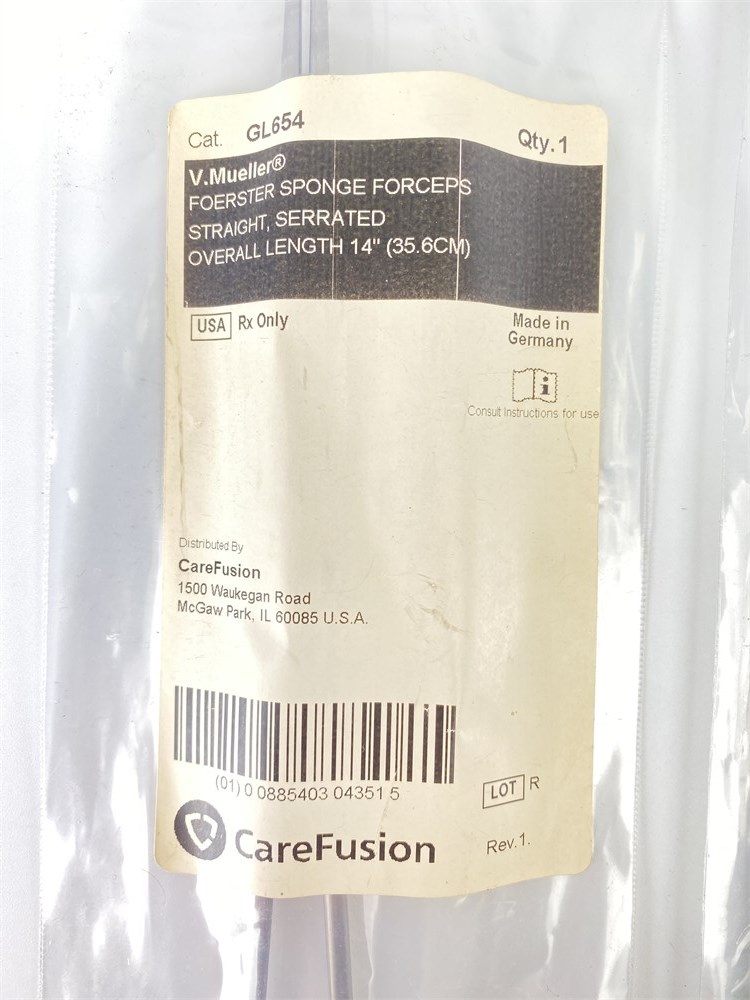 Cat. GL654
Qty.1
V.Mueller®
FOERSTER SPONGE FORCEPS
STRAIGHT, SERRATED
OVERALL LENGTH 14" (35.6CM)
USA Rx Only
Made in
Germany
i
Consult Instructions for use
Distributed By
CareFusion
1500 Waukegan Road
McGaw Park, IL 60085 U.S.A.
(01) 0 0885403 04351 5
LOT R
CareFusion
Rev.1.